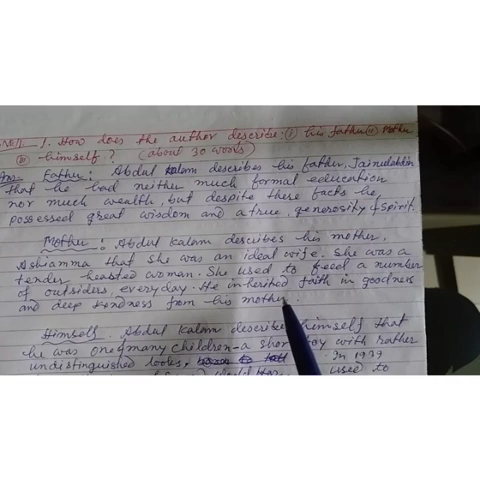 1. How does the author describe. (i) his father (ii) Mother
(iii) himself? (about 30 words)
Ans. Father: Abdul Kalam describes his father, Jainulabdin
that he had neither much formal eeducation
nor much wealth, but despite these facts he
possessed great wisdom and a true, generosity of spirit.
Mother: Abdul Kalam describes his mother,
Ashiamma that she was an ideal wife. She was a
tender hearted woman. She used to feed a number
of outsiders, everyday. He inherited faith in goodness
and deep kindness from his mother.
Himself. Abdul Kalam describe himself that
he was one of many children - a short boy with rather
undistinguished looks, In 1939
used to